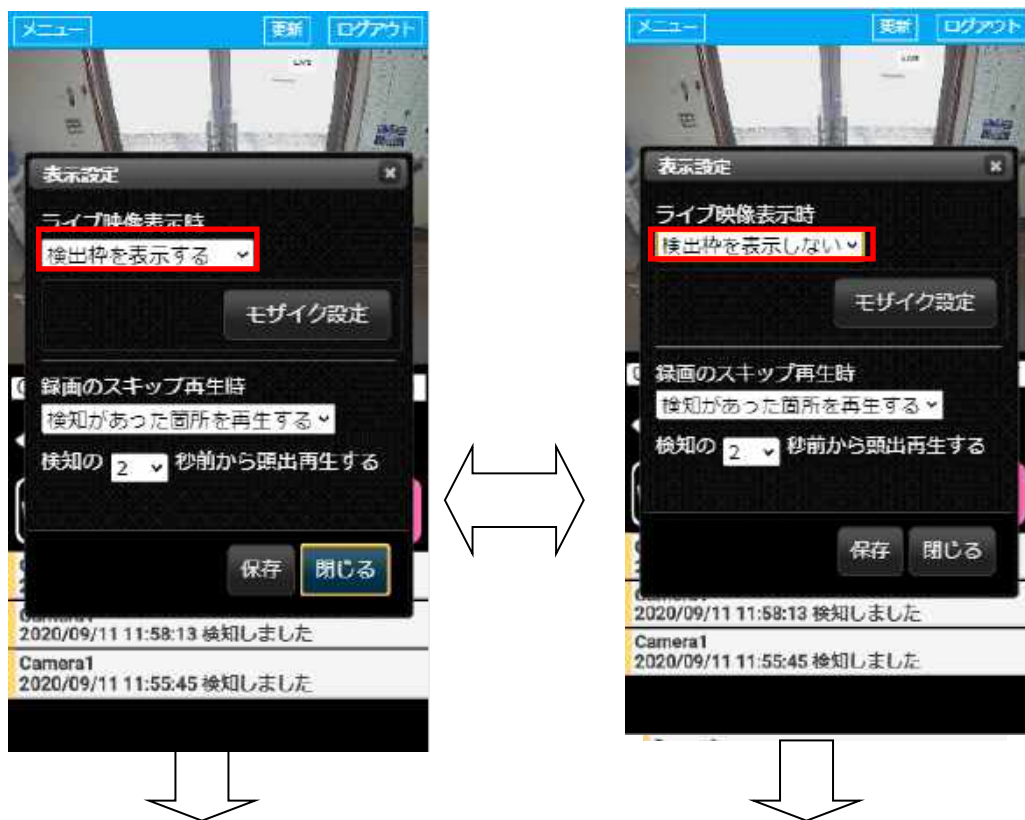 メニュー 更新 ログアウト
LIVE
表示設定
ライブ映像表示時
検出枠を表示する
モザイク設定
録画のスキップ再生時
検知があった箇所を再生する
検知の 2 秒前から頭出再生する
保存 閉じる
Camera1
2020/09/11 11:58:13 検知しました
Camera1
2020/09/11 11:55:45 検知しました
メニュー 更新 ログアウト
LIVE
表示設定
ライブ映像表示時
検出枠を表示しない
モザイク設定
録画のスキップ再生時
検知があった箇所を再生する
検知の 2 秒前から頭出再生する
保存 閉じる
2020/09/11 11:58:13 検知しました
Camera1
2020/09/11 11:55:45 検知しました